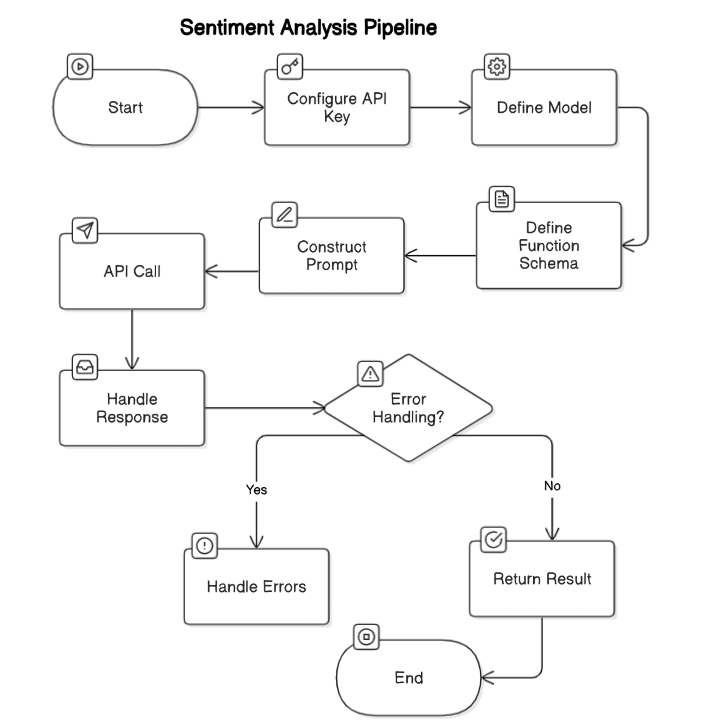 Sentiment Analysis Pipeline
Start
Configure API
Key
Define Model
Define
Function
Schema
Construct
Prompt
API Call
Handle
Response
Error
Handling?
Yes
No
Handle Errors
Return Result
End